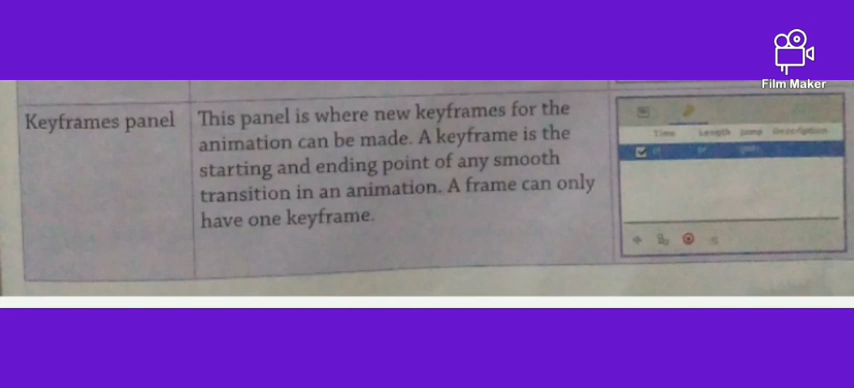 Film Maker
Keyframes panel
This panel is where new keyframes for the
animation can be made. A keyframe is the
starting and ending point of any smooth
transition in an animation. A frame can only
have one keyframe.
Time Length Jump Description